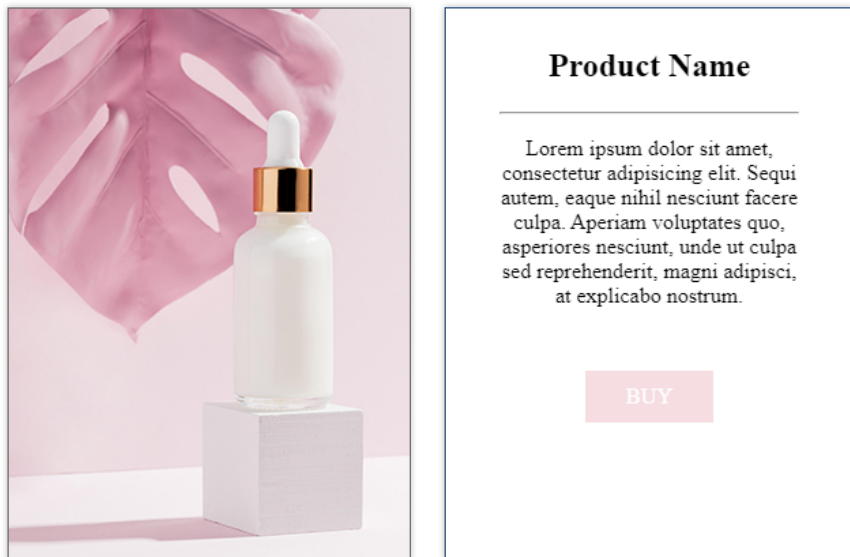 Product Name
Lorem ipsum dolor sit amet,
consectetur adipisicing elit. Sequi
autem, eaque nihil nesciunt facere
culpa. Aperiam voluptates quo,
asperiores nesciunt, unde ut culpa
sed reprehenderit, magni adipisci,
at explicabo nostrum.
BUY